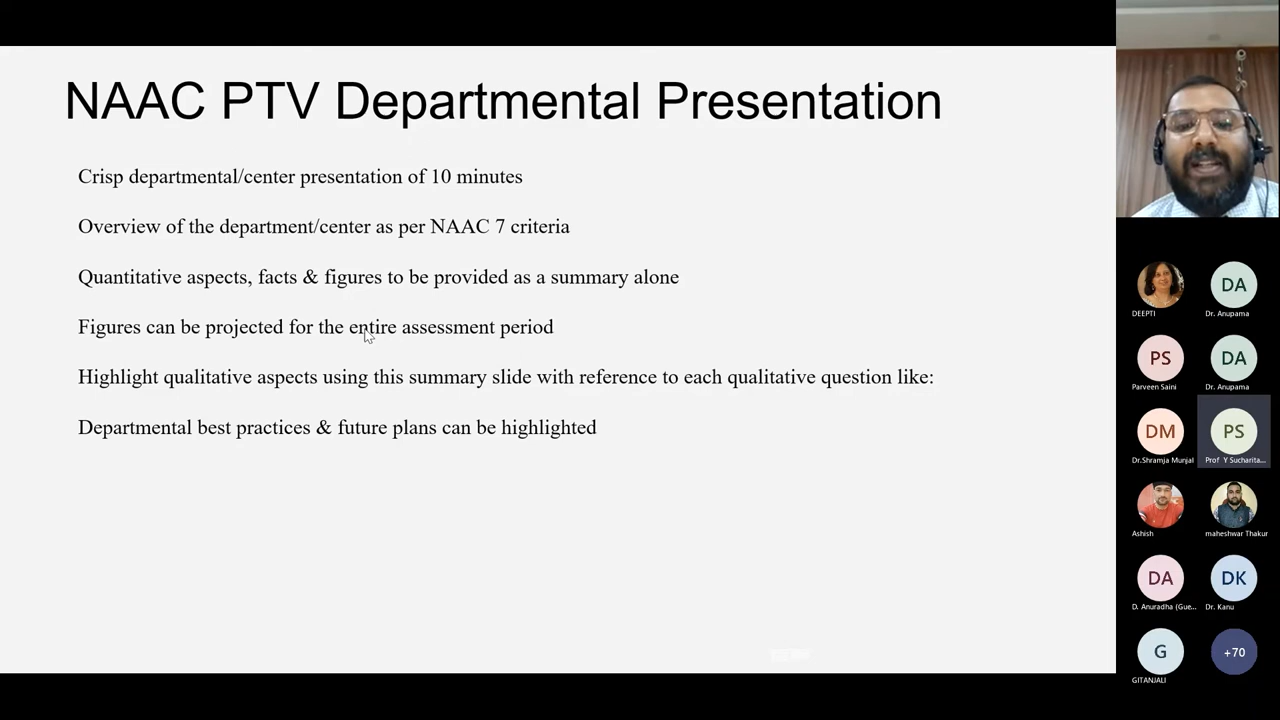 NAAC PTV Departmental Presentation
Crisp departmental/center presentation of 10 minutes
Overview of the department/center as per NAAC 7 criteria
Quantitative aspects, facts & figures to be provided as a summary alone
Figures can be projected for the entire assessment period
Highlight qualitative aspects using this summary slide with reference to each qualitative question like:
Departmental best practices & future plans can be highlighted
DA
DEEPTI
Dr. Anupama
PS
DA
Parveen Saini
Dr. Anupama
DM
PS
Dr.Shramja Munjal
Prof Y Sucharita...
Ashish
maheshwar Thakur
DA
DK
D. Anuradha (Gue...
Dr. Kanu
G
+70
GITANJALI